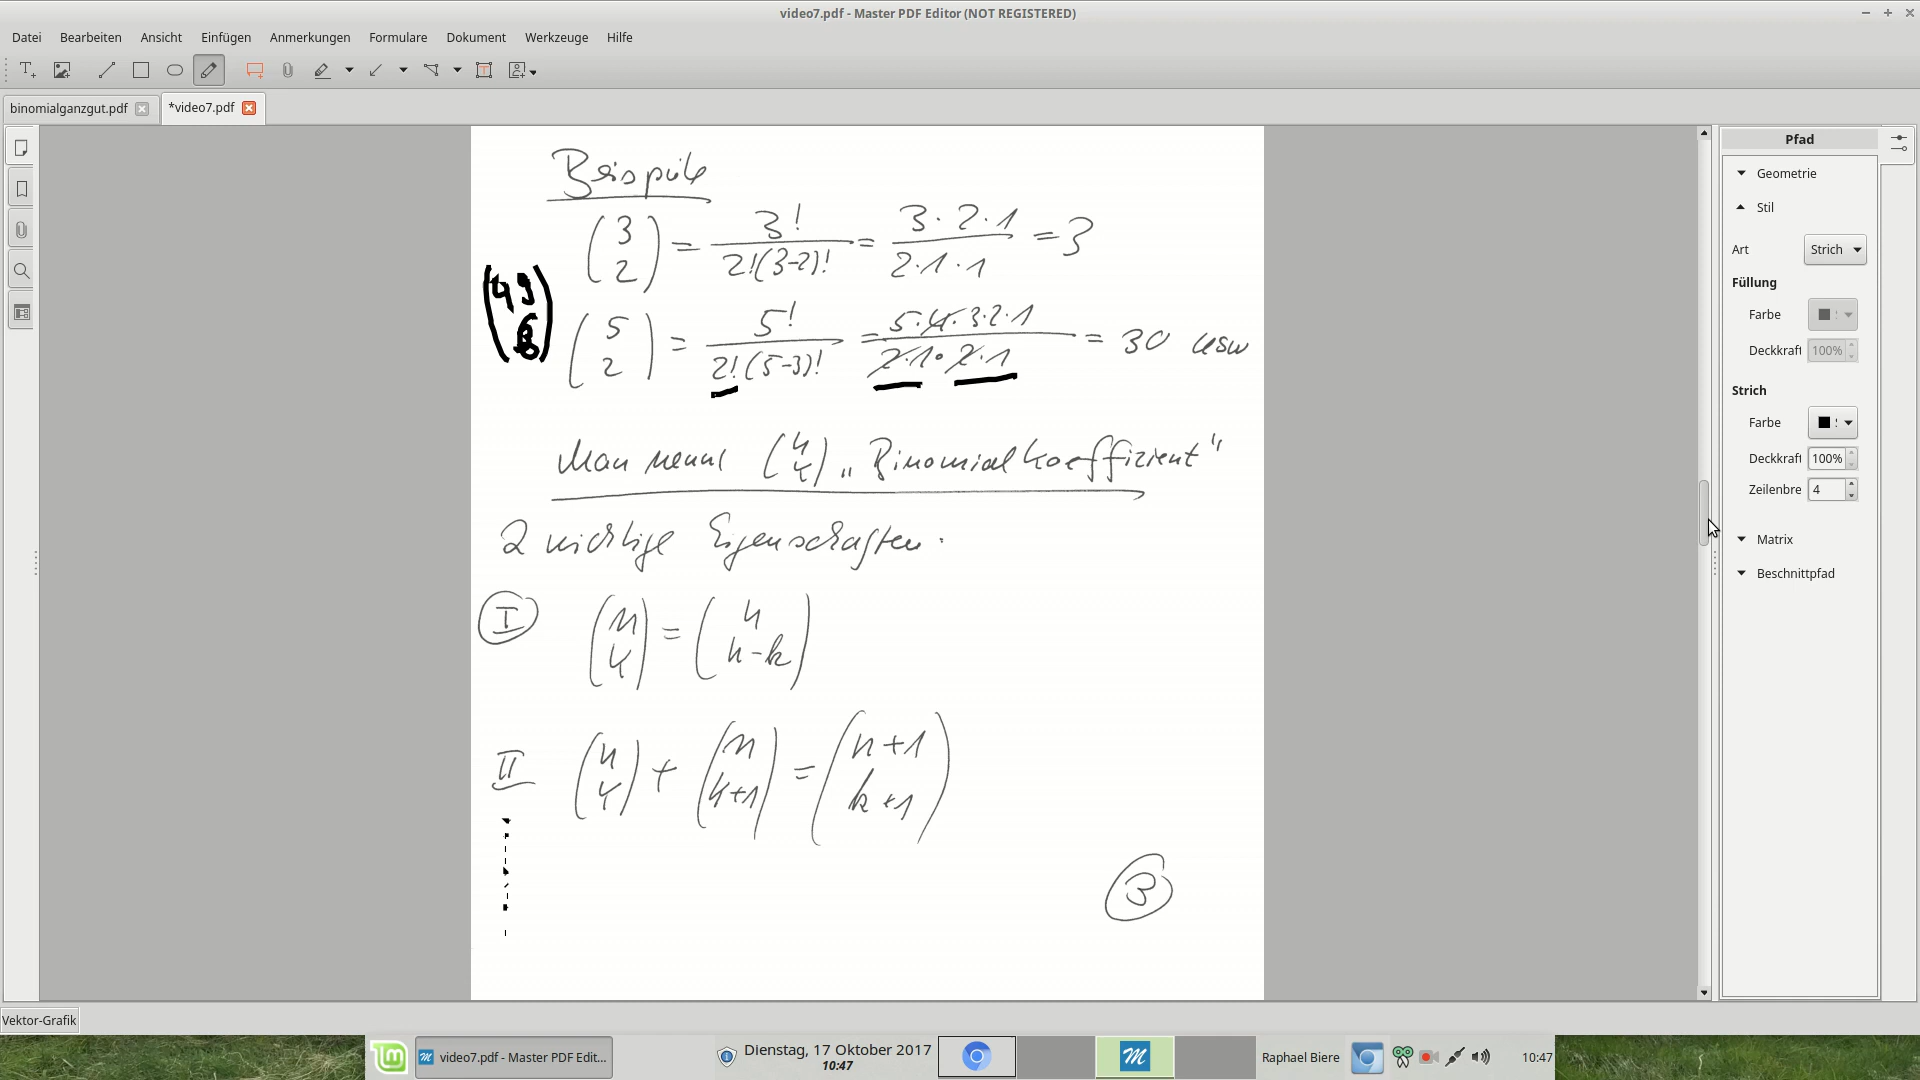 video7.pdf - Master PDF Editor (NOT REGISTERED)
Datei Bearbeiten Ansicht Einfügen Anmerkungen Formulare Dokument Werkzeuge Hilfe
binomialganzgut.pdf *video7.pdf
Beispiele
(3 2) = 3! / 2!(3-2)! = 3·2·1 / 2·1·1 = 3
(49 6)
(5 2) = 5! / 2!(5-3)! = 5·4·3·2·1 / 2·1·2·1 = 30 usw
Man nennt (n k) „Binomialkoeffizient“
2 wichtige Eigenschaften.
I (n k) = (n n-k)
II (n k) + (n k+1) = (n+1 k+1)
3
Pfad
Geometrie
Stil
Art Strich
Füllung
Farbe
Deckkraft 100%
Strich
Farbe
Deckkraft 100%
Zeilenbre 4
Matrix
Beschnittpfad
Vektor-Grafik
video7.pdf - Master PDF Edit...
Dienstag, 17 Oktober 2017
10:47
Raphael Biere
10:47